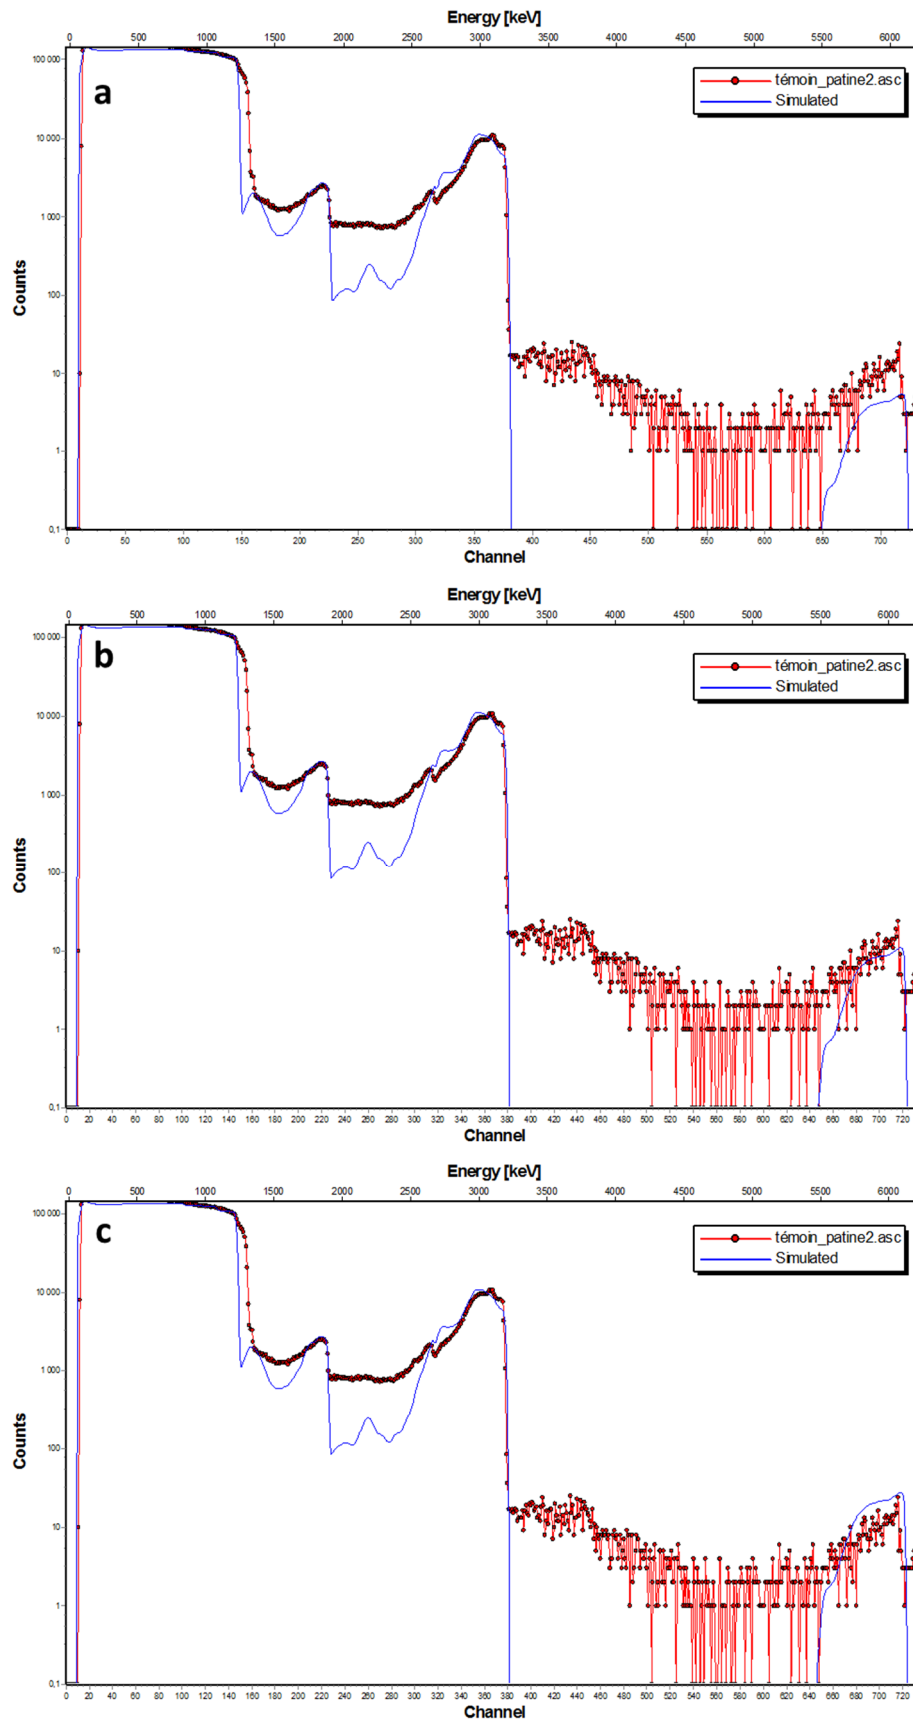 Energy [keV]
0 500 1000 1500 2000 2500 3000 3500 4000 4500 5000 5500 6000
a
témoin_patine2.asc
Simulated
100 000
10 000
1 000
100
10
1
0,1
Counts
0 50 100 150 200 250 300 350 400 450 500 550 600 650 700
Channel
Energy [keV]
0 500 1000 1500 2000 2500 3000 3500 4000 4500 5000 5500 6000
b
témoin_patine2.asc
Simulated
100 000
10 000
1 000
100
10
1
0,1
Counts
0 20 40 60 80 100 120 140 160 180 200 220 240 260 280 300 320 340 360 380 400 420 440 460 480 500 520 540 560 580 600 620 640 660 680 700 720
Channel
Energy [keV]
0 500 1000 1500 2000 2500 3000 3500 4000 4500 5000 5500 6000
c
témoin_patine2.asc
Simulated
100 000
10 000
1 000
100
10
1
0,1
Counts
0 20 40 60 80 100 120 140 160 180 200 220 240 260 280 300 320 340 360 380 400 420 440 460 480 500 520 540 560 580 600 620 640 660 680 700 720
Channel